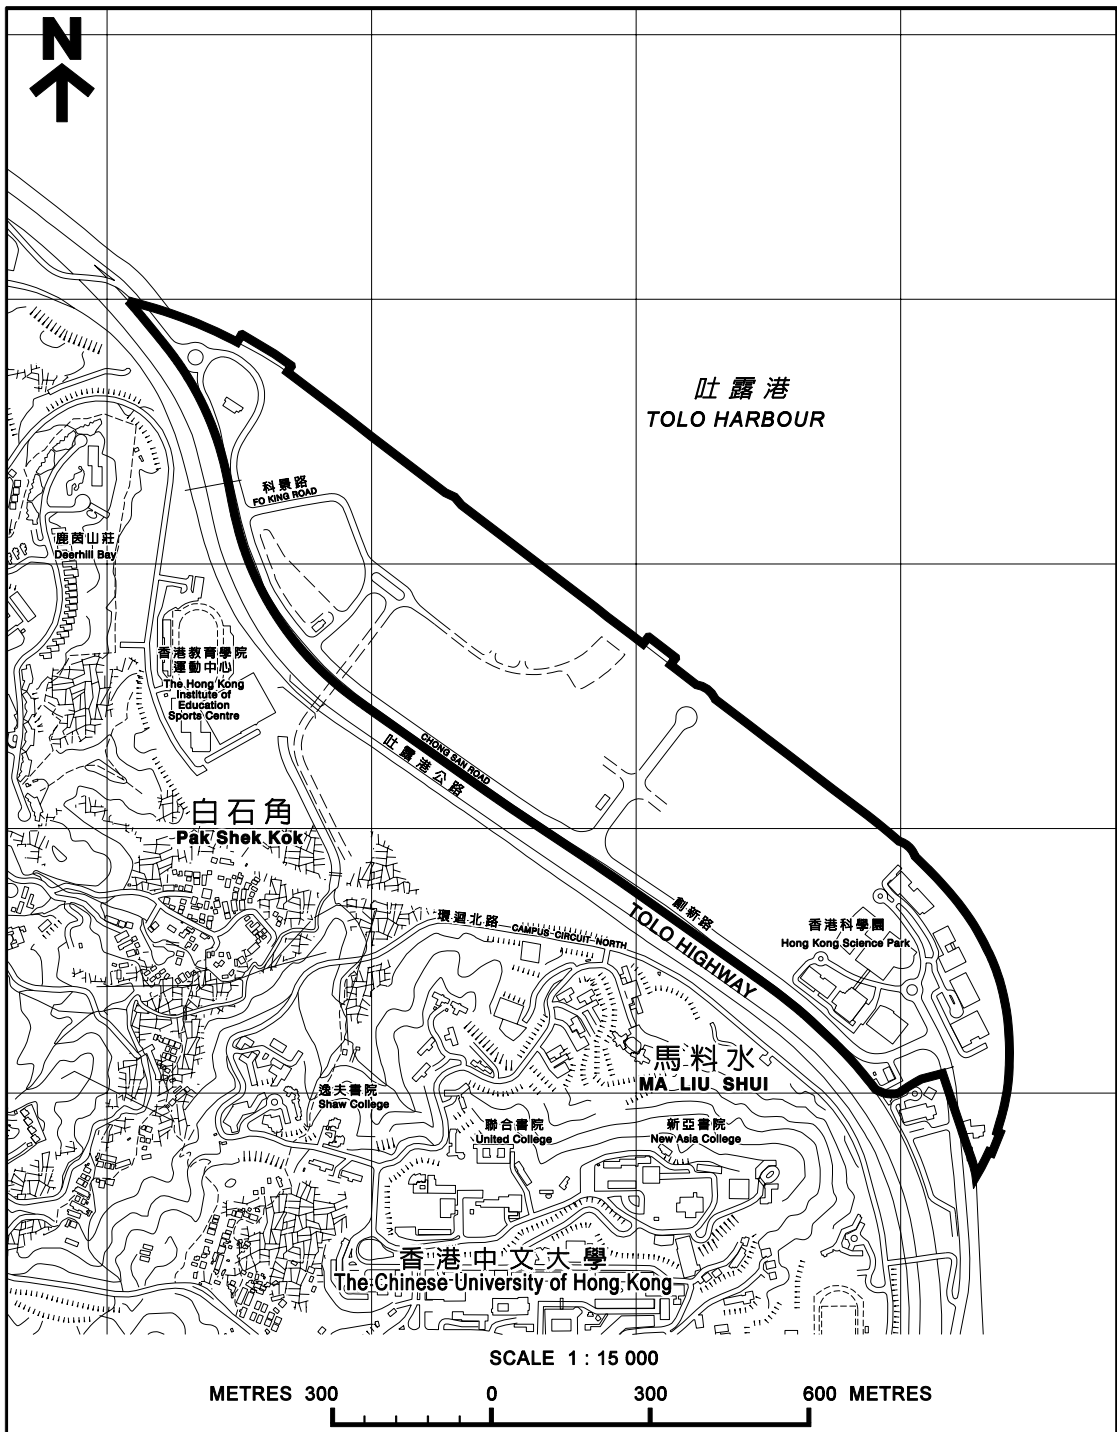 N
吐露港
TOLO HARBOUR
科景路
FO KING ROAD
鹿茵山莊
Deerhill Bay
香港教育學院
運動中心
The Hong Kong
Institute of
Education
Sports Centre
CHONG SAN ROAD
吐露港公路
白石角
Pak Shek Kok
創新路
TOLO HIGHWAY
環迴北路
CAMPUS CIRCUIT NORTH
香港科學園
Hong Kong Science Park
馬料水
MA LIU SHUI
逸夫書院
Shaw College
聯合書院
United College
新亞書院
New Asia College
香港中文大學
The Chinese University of Hong Kong
SCALE 1 : 15 000
METRES 300 0 300 600 METRES